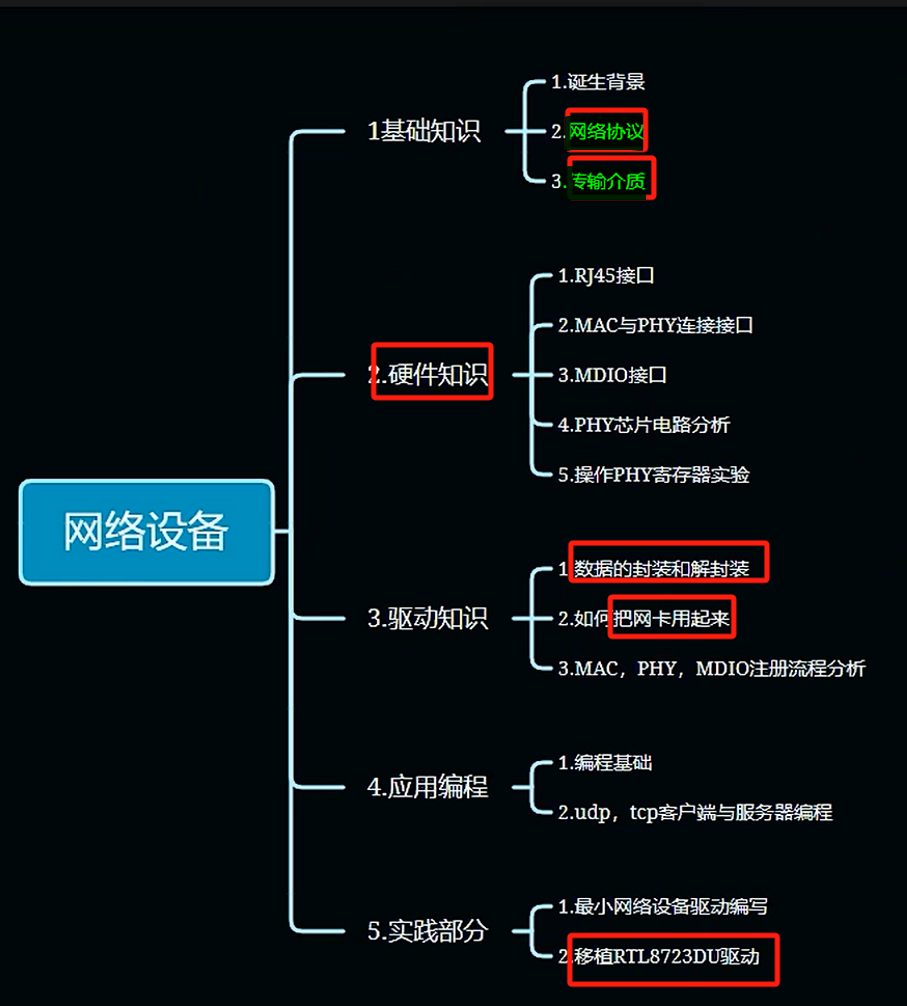 网络设备
1基础知识
1.诞生背景
2.网络协议
3.传输介质
2.硬件知识
1.RJ45接口
2.MAC与PHY连接接口
3.MDIO接口
4.PHY芯片电路分析
5.操作PHY寄存器实验
3.驱动知识
1.数据的封装和解封装
2.如何把网卡用起来
3.MAC，PHY，MDIO注册流程分析
4.应用编程
1.编程基础
2.udp，tcp客户端与服务器编程
5.实践部分
1.最小网络设备驱动编写
2.移植RTL8723DU驱动